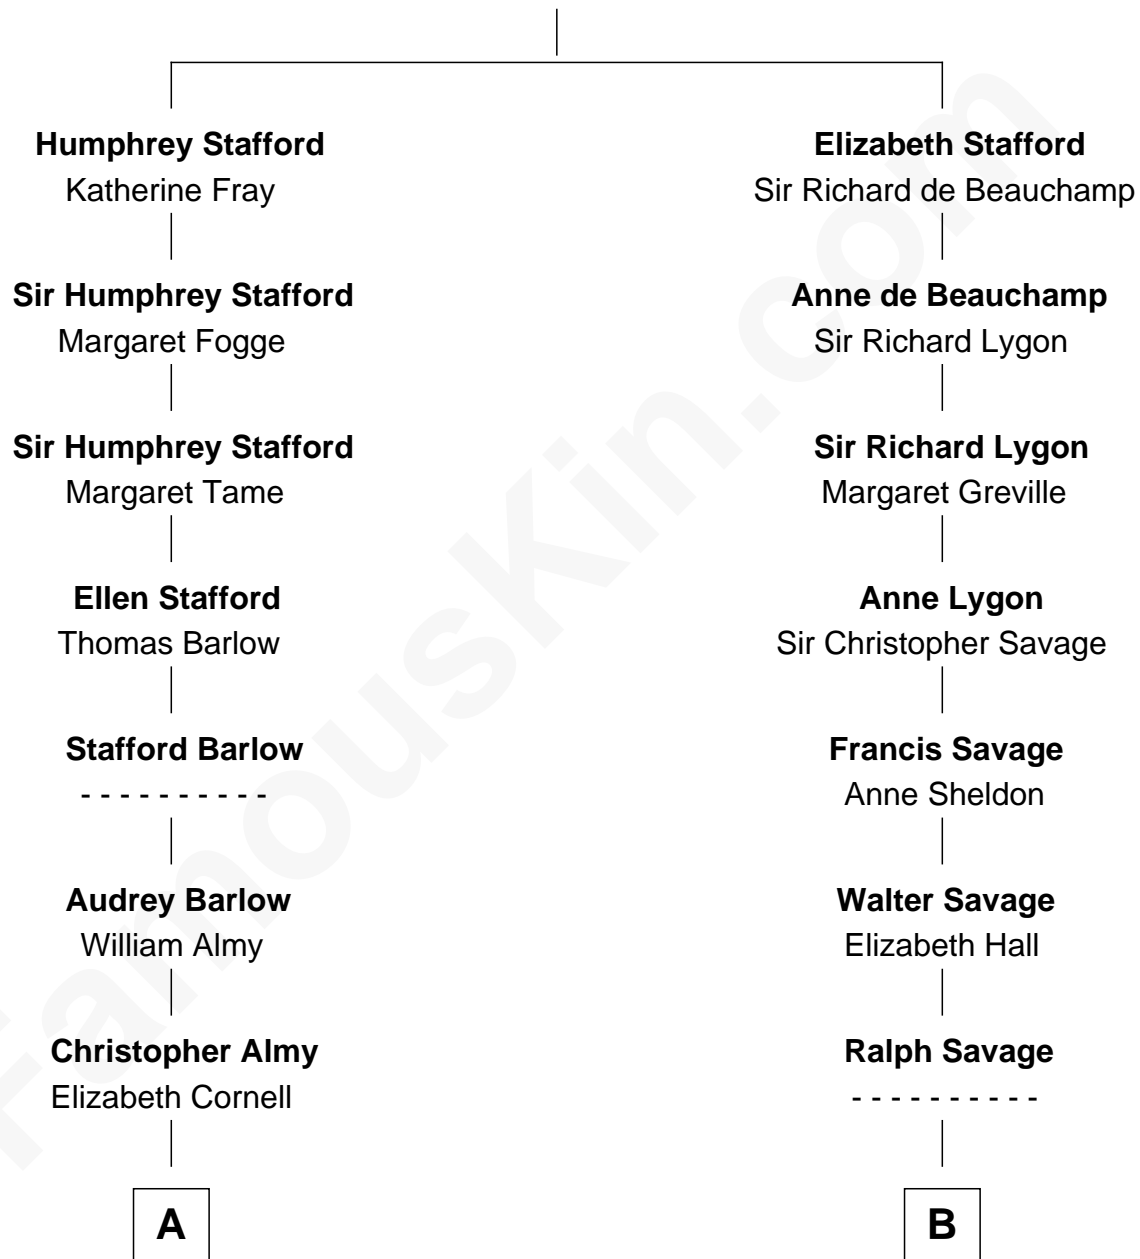 Humphrey Stafford
Katherine Fray
Sir Humphrey Stafford
Margaret Fogge
Sir Humphrey Stafford
Margaret Tame
Ellen Stafford
Thomas Barlow
Stafford Barlow
- - - - - - - - - -
Audrey Barlow
William Almy
Christopher Almy
Elizabeth Cornell
A
Elizabeth Stafford
Sir Richard de Beauchamp
Anne de Beauchamp
Sir Richard Lygon
Sir Richard Lygon
Margaret Greville
Anne Lygon
Sir Christopher Savage
Francis Savage
Anne Sheldon
Walter Savage
Elizabeth Hall
Ralph Savage
- - - - - - - - - -
B
FamousKin.com